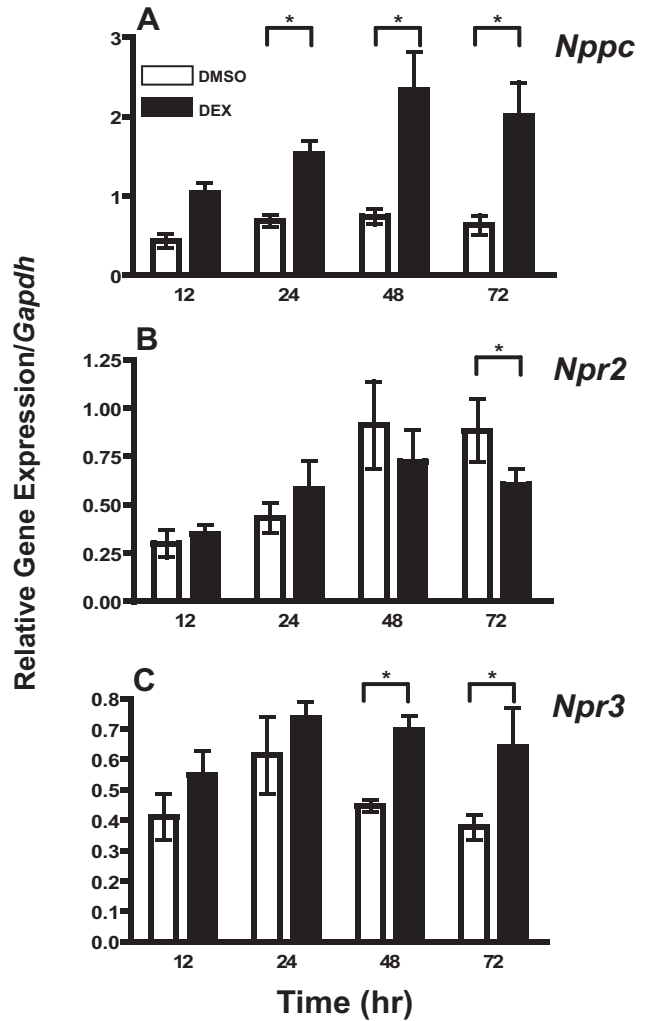 A
*
*
*
Nppc
3
DMSO
DEX
2
1
0
12 24 48 72
Relative Gene Expression/Gapdh
B
*
Npr2
1.25
1.00
0.75
0.50
0.25
0.00
12 24 48 72
C
*
*
Npr3
0.8
0.7
0.6
0.5
0.4
0.3
0.2
0.1
0.0
12 24 48 72
Time (hr)